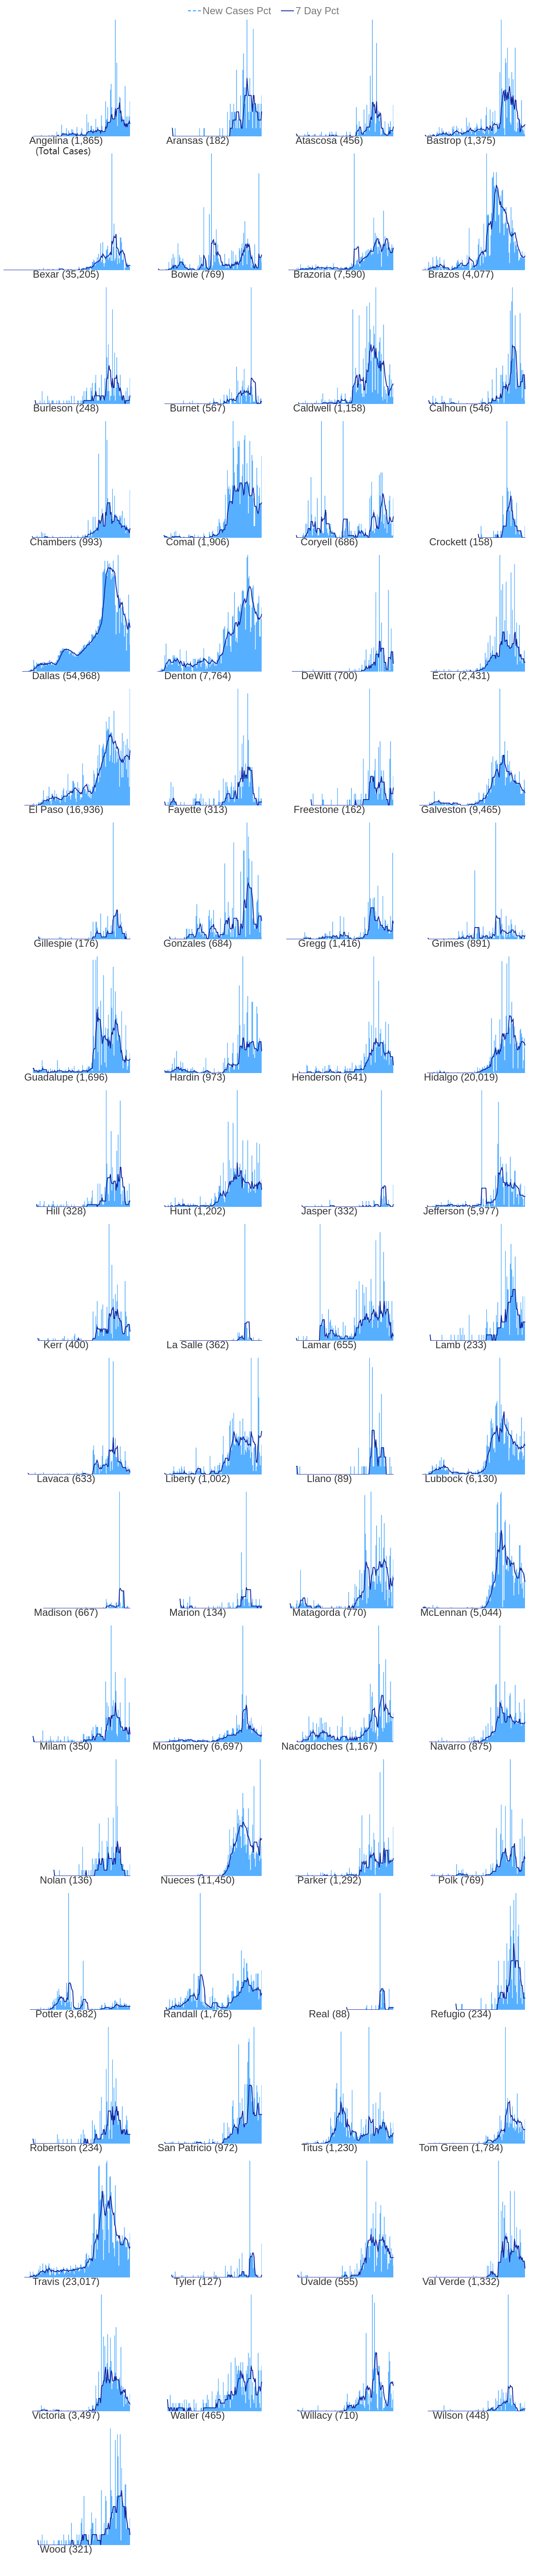 New Cases Pct 7 Day Pct
Angelina (1,865) Aransas (182) Atascosa (456) Bastrop (1,375)
(Total Cases)
Bexar (35,205) Bowie (769) Brazoria (7,590) Brazos (4,077)
Burleson (248) Burnet (567) Caldwell (1,158) Calhoun (546)
Chambers (993) Comal (1,906) Coryell (686) Crockett (158)
Dallas (54,968) Denton (7,764) DeWitt (700) Ector (2,431)
El Paso (16,936) Fayette (313) Freestone (162) Galveston (9,465)
Gillespie (176) Gonzales (684) Gregg (1,416) Grimes (891)
Guadalupe (1,696) Hardin (973) Henderson (641) Hidalgo (20,019)
Hill (328) Hunt (1,202) Jasper (332) Jefferson (5,977)
Kerr (400) La Salle (362) Lamar (655) Lamb (233)
Lavaca (633) Liberty (1,002) Llano (89) Lubbock (6,130)
Madison (667) Marion (134) Matagorda (770) McLennan (5,044)
Milam (350) Montgomery (6,697) Nacogdoches (1,167) Navarro (875)
Nolan (136) Nueces (11,450) Parker (1,292) Polk (769)
Potter (3,682) Randall (1,765) Real (88) Refugio (234)
Robertson (234) San Patricio (972) Titus (1,230) Tom Green (1,784)
Travis (23,017) Tyler (127) Uvalde (555) Val Verde (1,332)
Victoria (3,497) Waller (465) Willacy (710) Wilson (448)
Wood (321)